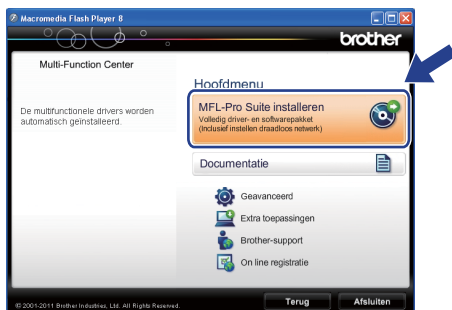 Macromedia Flash Player 8
brother
Multi-Function Center
De multifunctionele drivers worden
automatisch geïnstalleerd.
Hoofdmenu
MFL-Pro Suite installeren
Volledig driver- en softwarepakket
(Inclusief instellen draadloos netwerk)
Documentatie
Geavanceerd
Extra toepassingen
Brother-support
On line registratie
© 2001-2011 Brother Industries, Ltd. All Rights Reserved.
Terug
Afsluiten